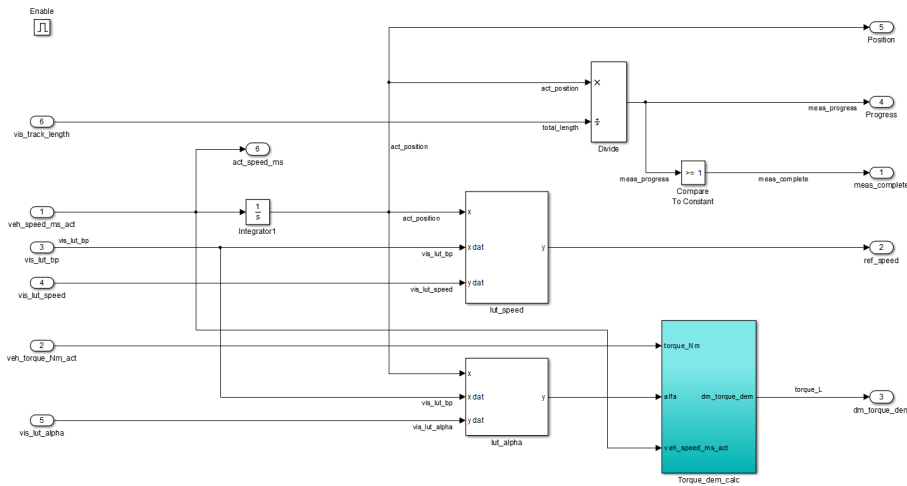 Enable
5
Position
×
act_position
4
Progress
meas_progress
6
vis_track_length
÷
total_length
Divide
act_position
6
act_speed_ms
>= 1
meas_progress
Compare
To Constant
meas_complete
1
meas_complete
1
veh_speed_ms_act
1
s
Integrator1
act_position
x
vis_lut_bp
3
vis_lut_bp
vis_lut_bp
x dat
y
2
ref_speed
4
vis_lut_speed
vis_lut_speed
y dat
lut_speed
2
veh_torque_Nm_act
torque_Nm
x
vis_lut_bp
x dat
y
alfa
dm_torque_dem
torque_L
3
dm_torque_dem
5
vis_lut_alpha
vis_lut_alpha
y dat
lut_alpha
veh_speed_ms_act
Torque_dem_calc